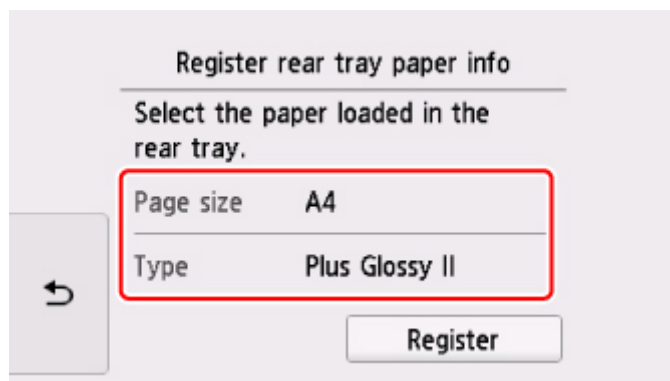 Register rear tray paper info
Select the paper loaded in the
rear tray.
Page size A4
Type Plus Glossy II
Register